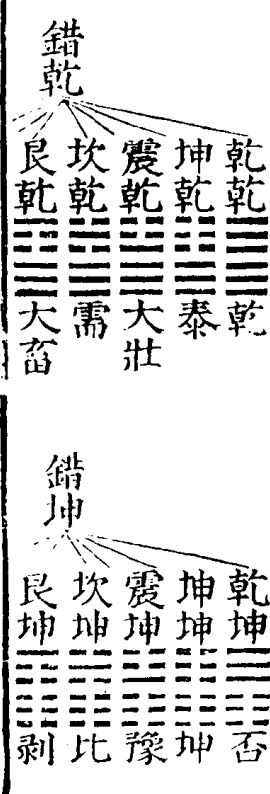 錯乾
乾乾 乾
坤乾 泰
震乾 大壯
坎乾 需
艮乾 大畜
錯坤
乾坤 否
坤坤 坤
震坤 豫
坎坤 比
艮坤 剥